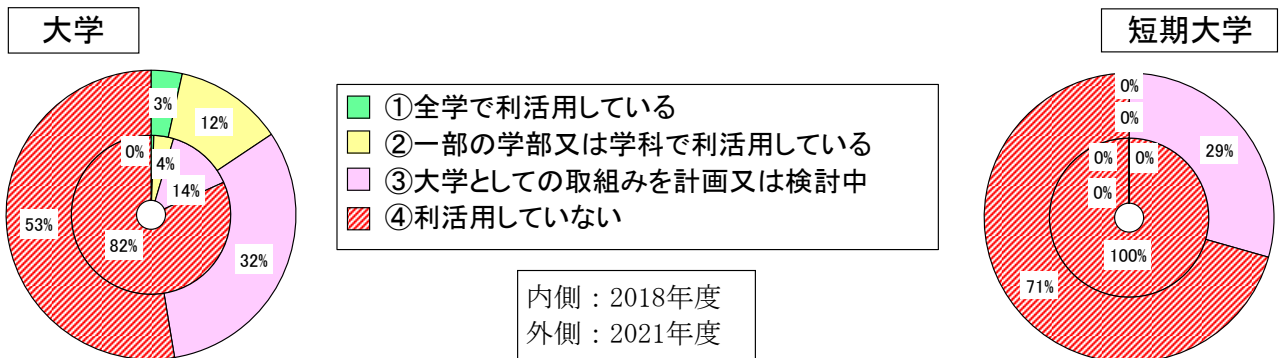 大学
3%
12%
0%
4%
14%
53%
82%
32%
①全学で利活用している
②一部の学部又は学科で利活用している
③大学としての取組みを計画又は検討中
④利活用していない
内側：2018年度
外側：2021年度
短期大学
0%
0%
0%
0%
0%
29%
100%
71%